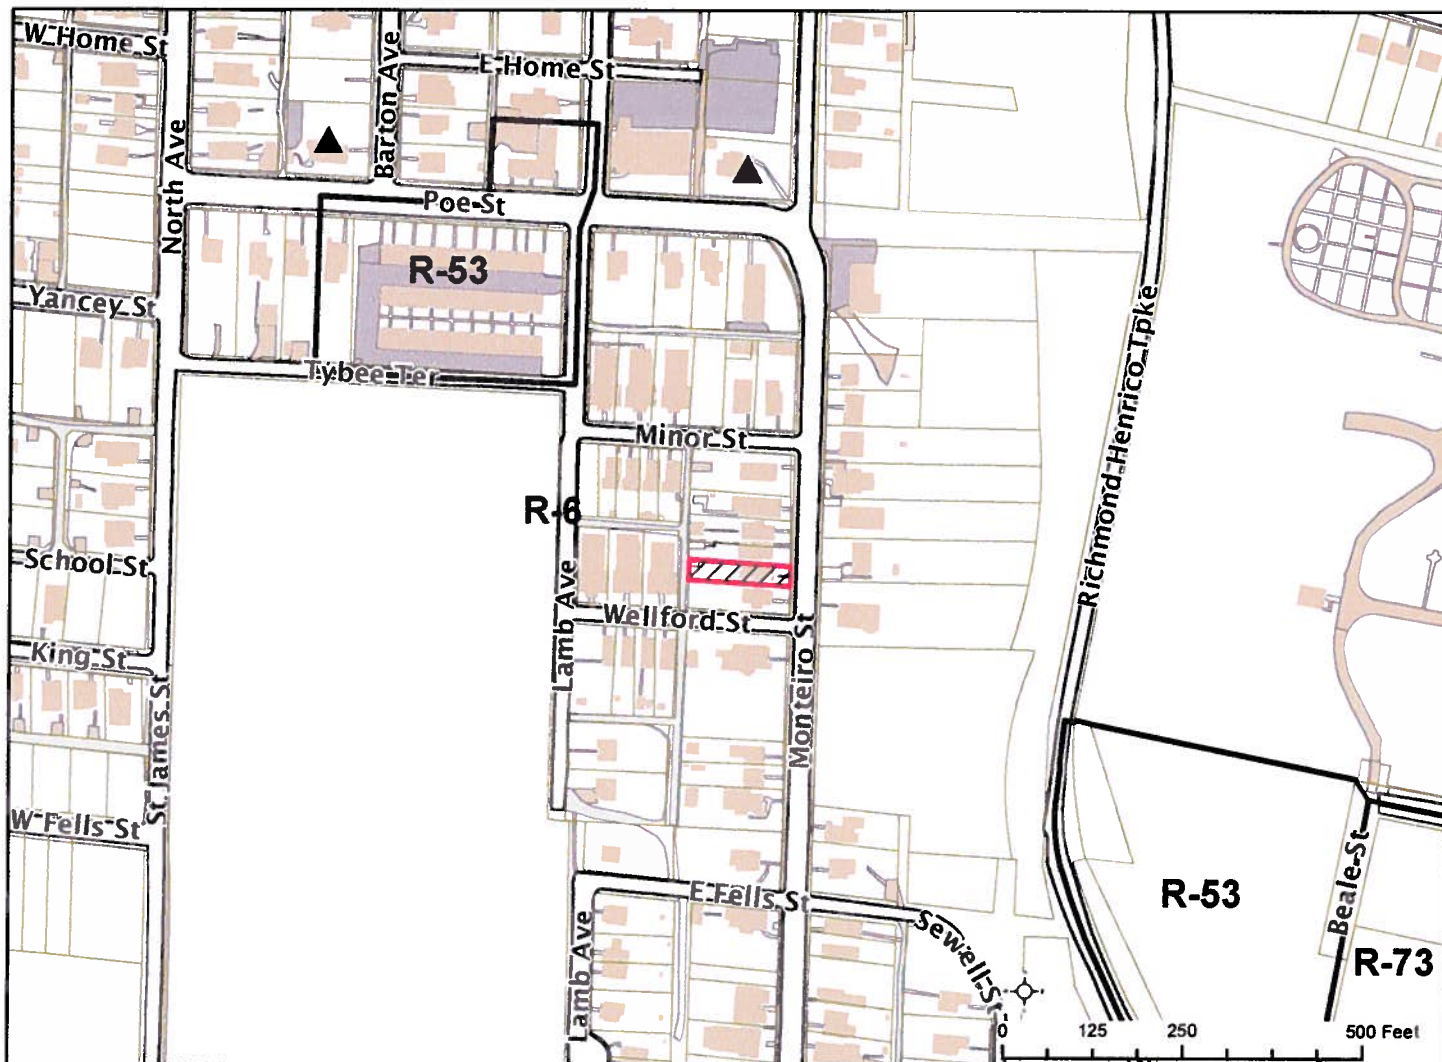 W Home St
E Home St
Barton Ave
North Ave
Poe St
R-53
Yancey St
Tybee Ter
Richmond Henrico Tpke
Minor St
R-6
School St
Lamb Ave
Wellford St
Monteiro St
King St
St James St
W Fells St
E Fells St
Sewell St
Beale St
R-53
R-73
Lamb Ave
0 125 250 500 Feet